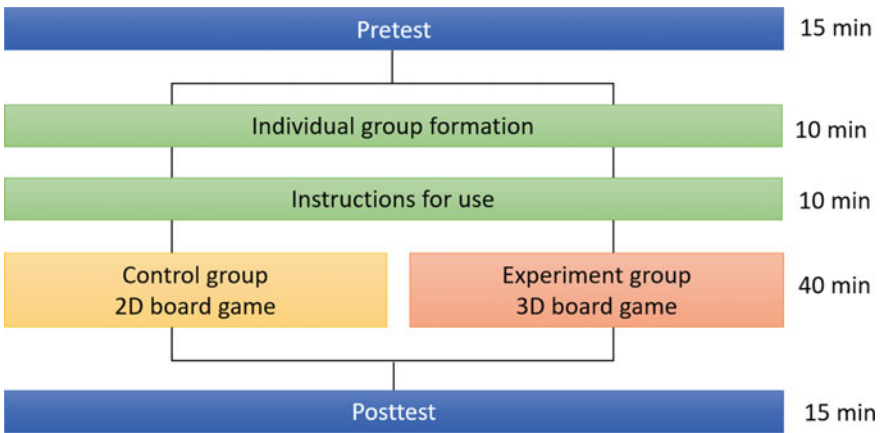 Pretest
15 min
Individual group formation
10 min
Instructions for use
10 min
Control group
2D board game
Experiment group
3D board game
40 min
Posttest
15 min